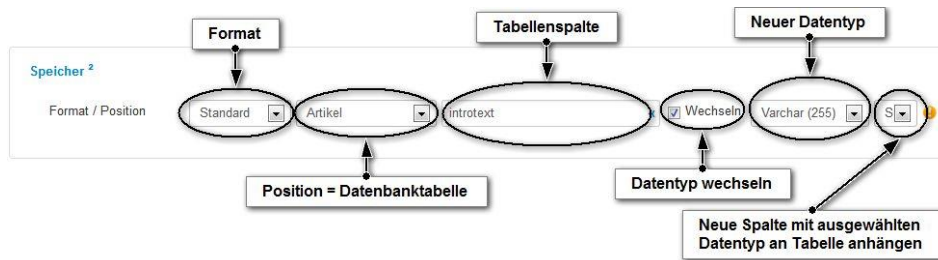 Format
Tabellenspalte
Neuer Datentyp
Speicher ²
Format / Position
Standard
Artikel
introtext
Wechseln
Varchar (255)
S
Position = Datenbanktabelle
Datentyp wechseln
Neue Spalte mit ausgewählten
Datentyp an Tabelle anhängen